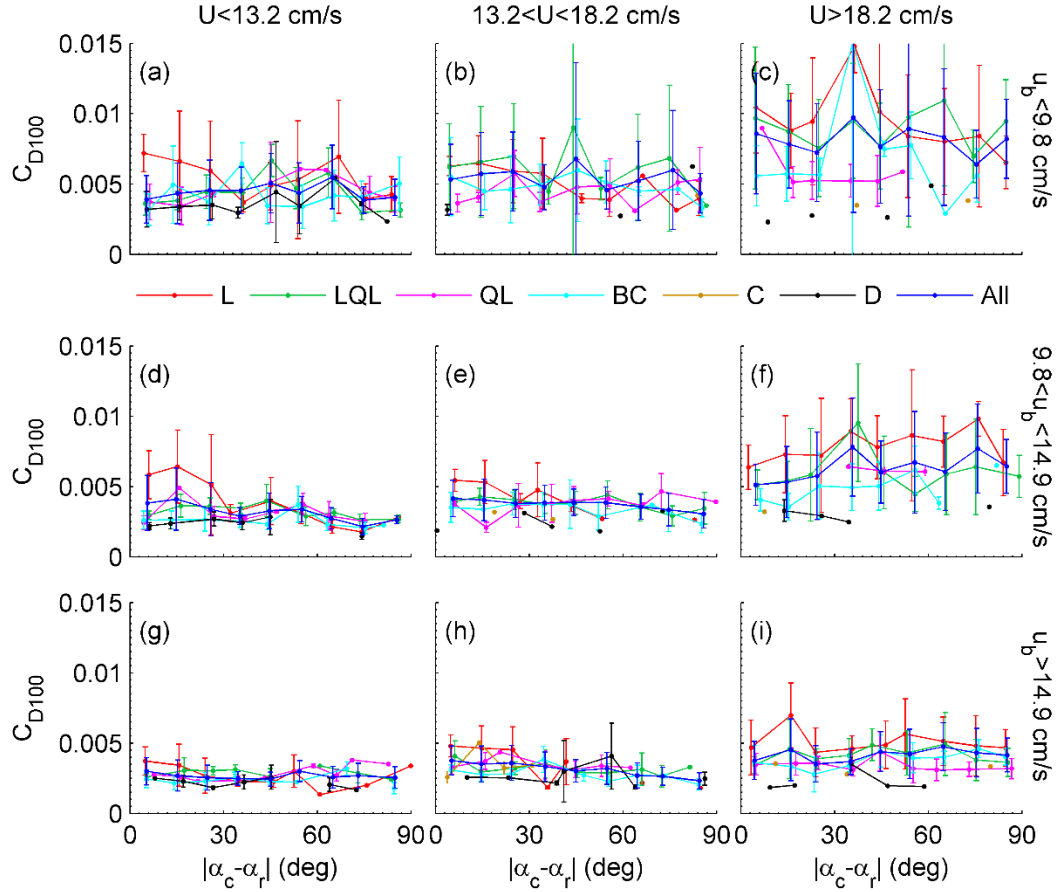 U<13.2 cm/s 13.2<U<18.2 cm/s U>18.2 cm/s
0.015
(a) (b) (c)
0.01
C_D100
0.005
0
u_b<9.8 cm/s
L LQL QL BC C D All
0.015
(d) (e) (f)
0.01
C_D100
0.005
0
9.8<u_b<14.9 cm/s
0.015
(g) (h) (i)
0.01
C_D100
0.005
0
u_b>14.9 cm/s
0 30 60 90 0 30 60 90 0 30 60 90
|α_c-α_r| (deg) |α_c-α_r| (deg) |α_c-α_r| (deg)